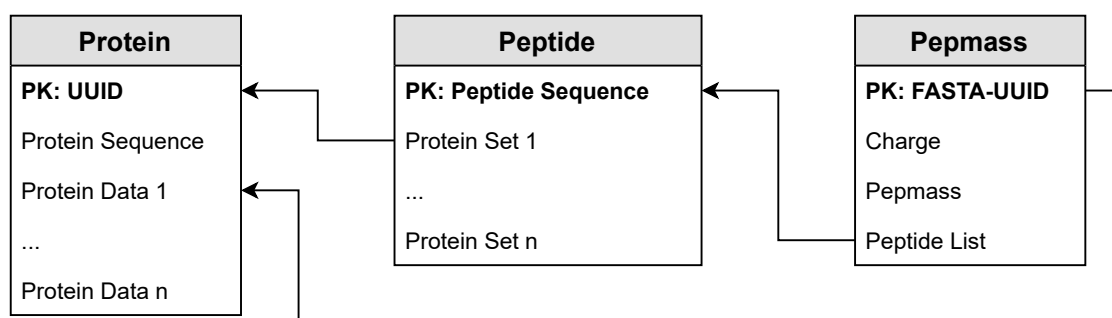 Protein
PK: UUID
Protein Sequence
Protein Data 1
...
Protein Data n
Peptide
PK: Peptide Sequence
Protein Set 1
...
Protein Set n
Pepmass
PK: FASTA-UUID
Charge
Pepmass
Peptide List